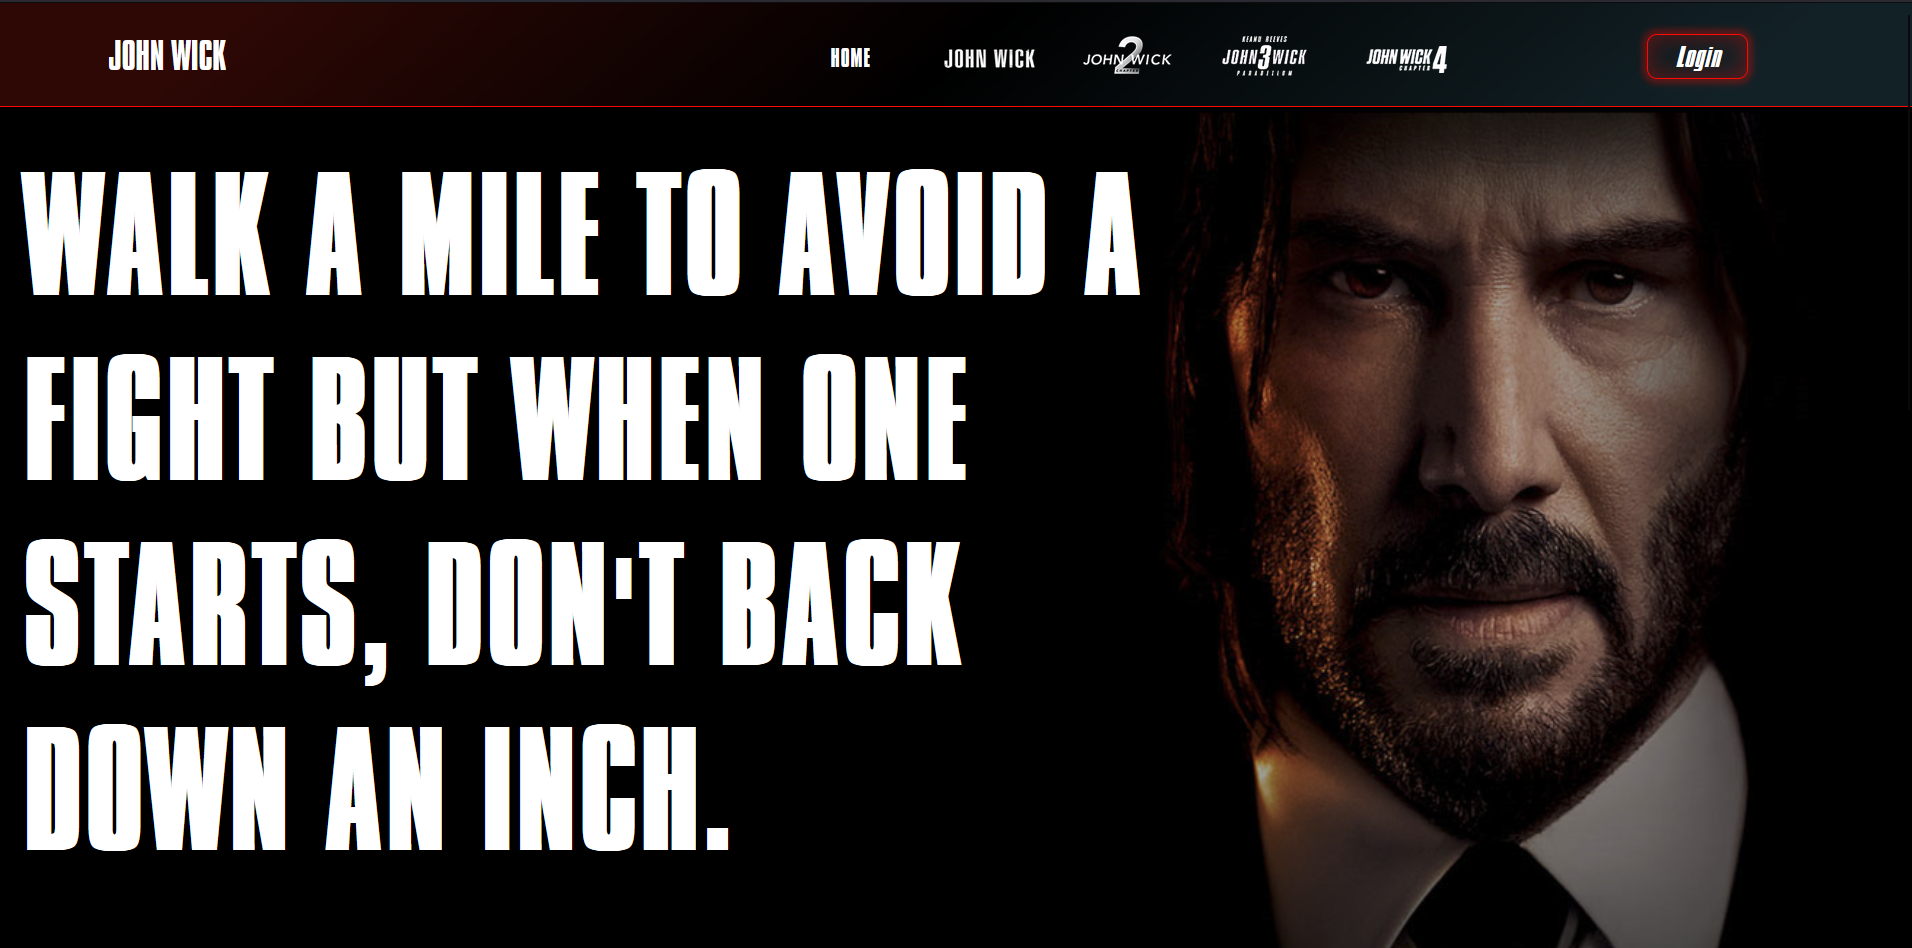 JOHN WICK
HOME
JOHN WICK
JOHN 2 WICK
CHAPTER
KEANU REEVES
JOHN 3 WICK
PARABELLUM
JOHN WICK 4
CHAPTER
Login
WALK A MILE TO AVOID A
FIGHT BUT WHEN ONE
STARTS, DON'T BACK
DOWN AN INCH.